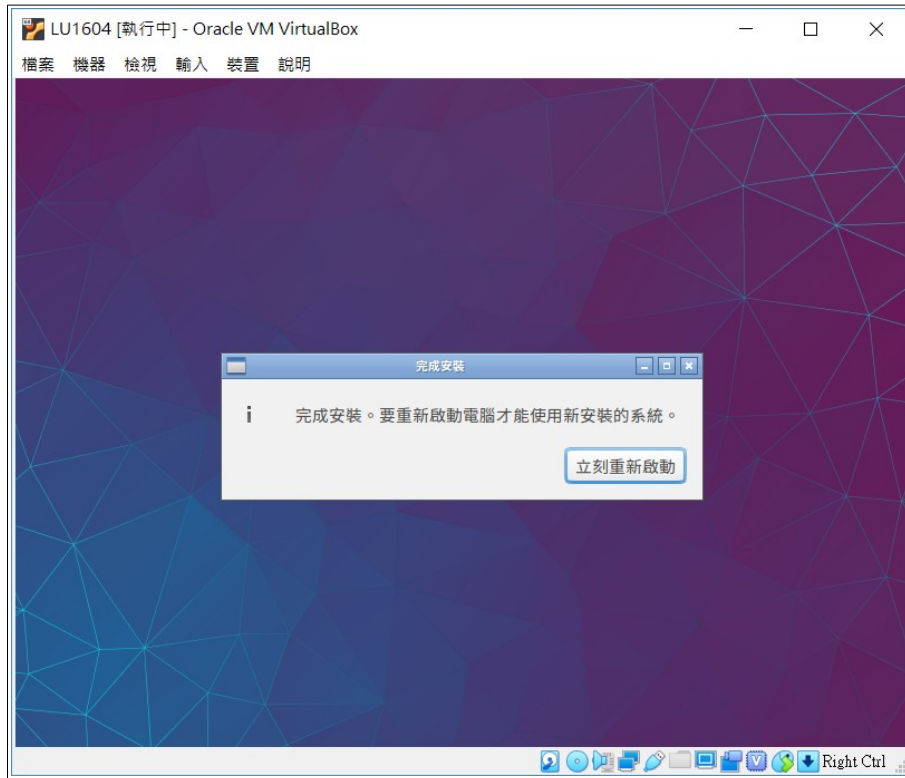 LU1604 [執行中] - Oracle VM VirtualBox
檔案 機器 檢視 輸入 裝置 說明
完成安裝
完成安裝。要重新啟動電腦才能使用新安裝的系統。
立刻重新啟動
Right Ctrl